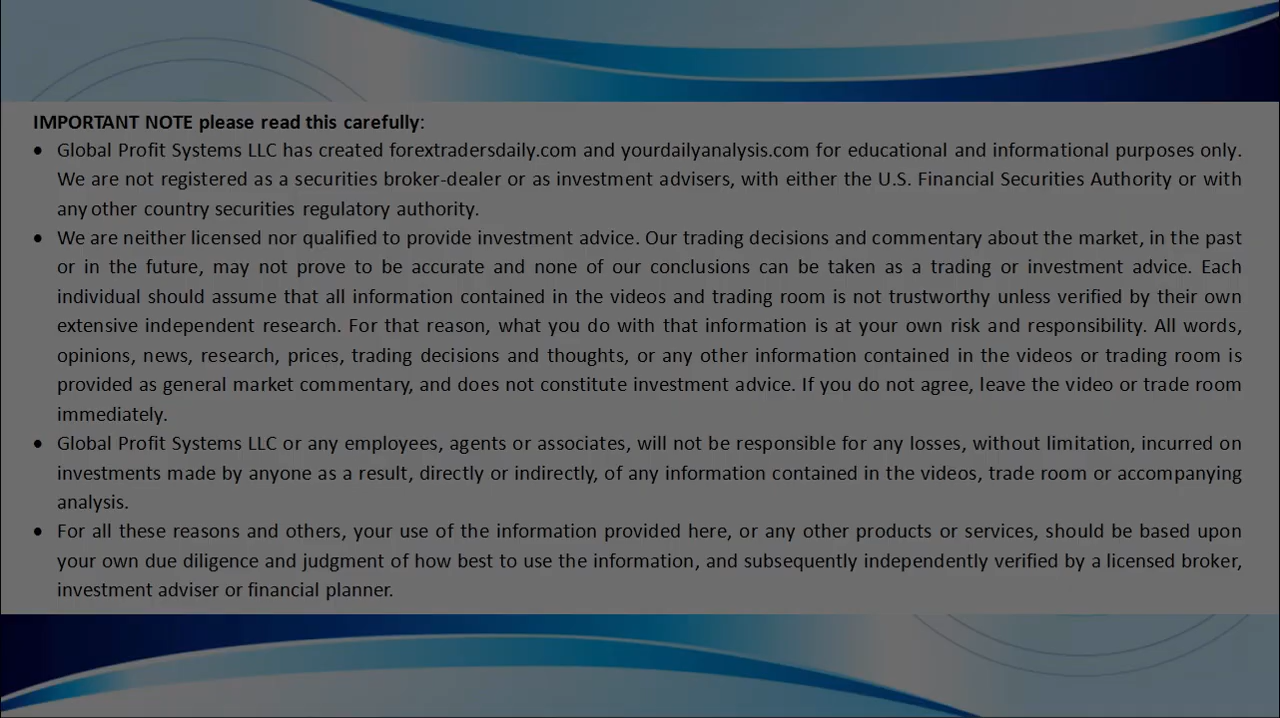 IMPORTANT NOTE please read this carefully:
• Global Profit Systems LLC has created forextradersdaily.com and yourdailyanalysis.com for educational and informational purposes only.
We are not registered as a securities broker-dealer or as investment advisers, with either the U.S. Financial Securities Authority or with
any other country securities regulatory authority.
• We are neither licensed nor qualified to provide investment advice. Our trading decisions and commentary about the market, in the past
or in the future, may not prove to be accurate and none of our conclusions can be taken as a trading or investment advice. Each
individual should assume that all information contained in the videos and trading room is not trustworthy unless verified by their own
extensive independent research. For that reason, what you do with that information is at your own risk and responsibility. All words,
opinions, news, research, prices, trading decisions and thoughts, or any other information contained in the videos or trading room is
provided as general market commentary, and does not constitute investment advice. If you do not agree, leave the video or trade room
immediately.
• Global Profit Systems LLC or any employees, agents or associates, will not be responsible for any losses, without limitation, incurred on
investments made by anyone as a result, directly or indirectly, of any information contained in the videos, trade room or accompanying
analysis.
• For all these reasons and others, your use of the information provided here, or any other products or services, should be based upon
your own due diligence and judgment of how best to use the information, and subsequently independently verified by a licensed broker,
investment adviser or financial planner.